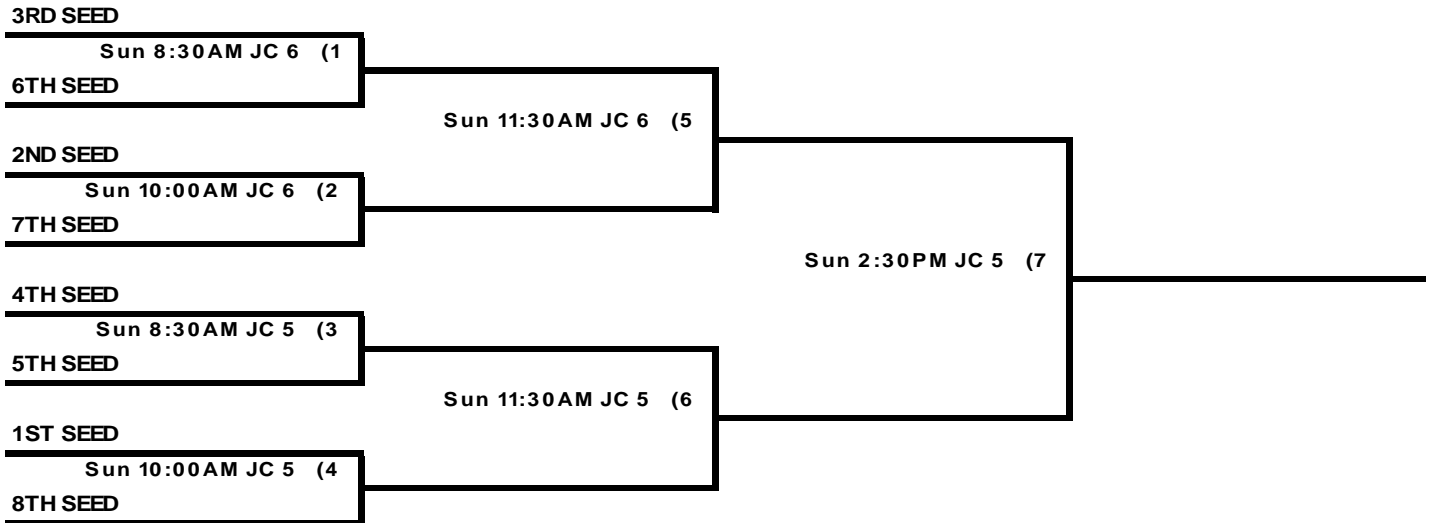 3RD SEED
Sun 8:30AM JC 6 (1
6TH SEED
Sun 11:30AM JC 6 (5
2ND SEED
Sun 10:00AM JC 6 (2
7TH SEED
Sun 2:30PM JC 5 (7
4TH SEED
Sun 8:30AM JC 5 (3
5TH SEED
Sun 11:30AM JC 5 (6
1ST SEED
Sun 10:00AM JC 5 (4
8TH SEED